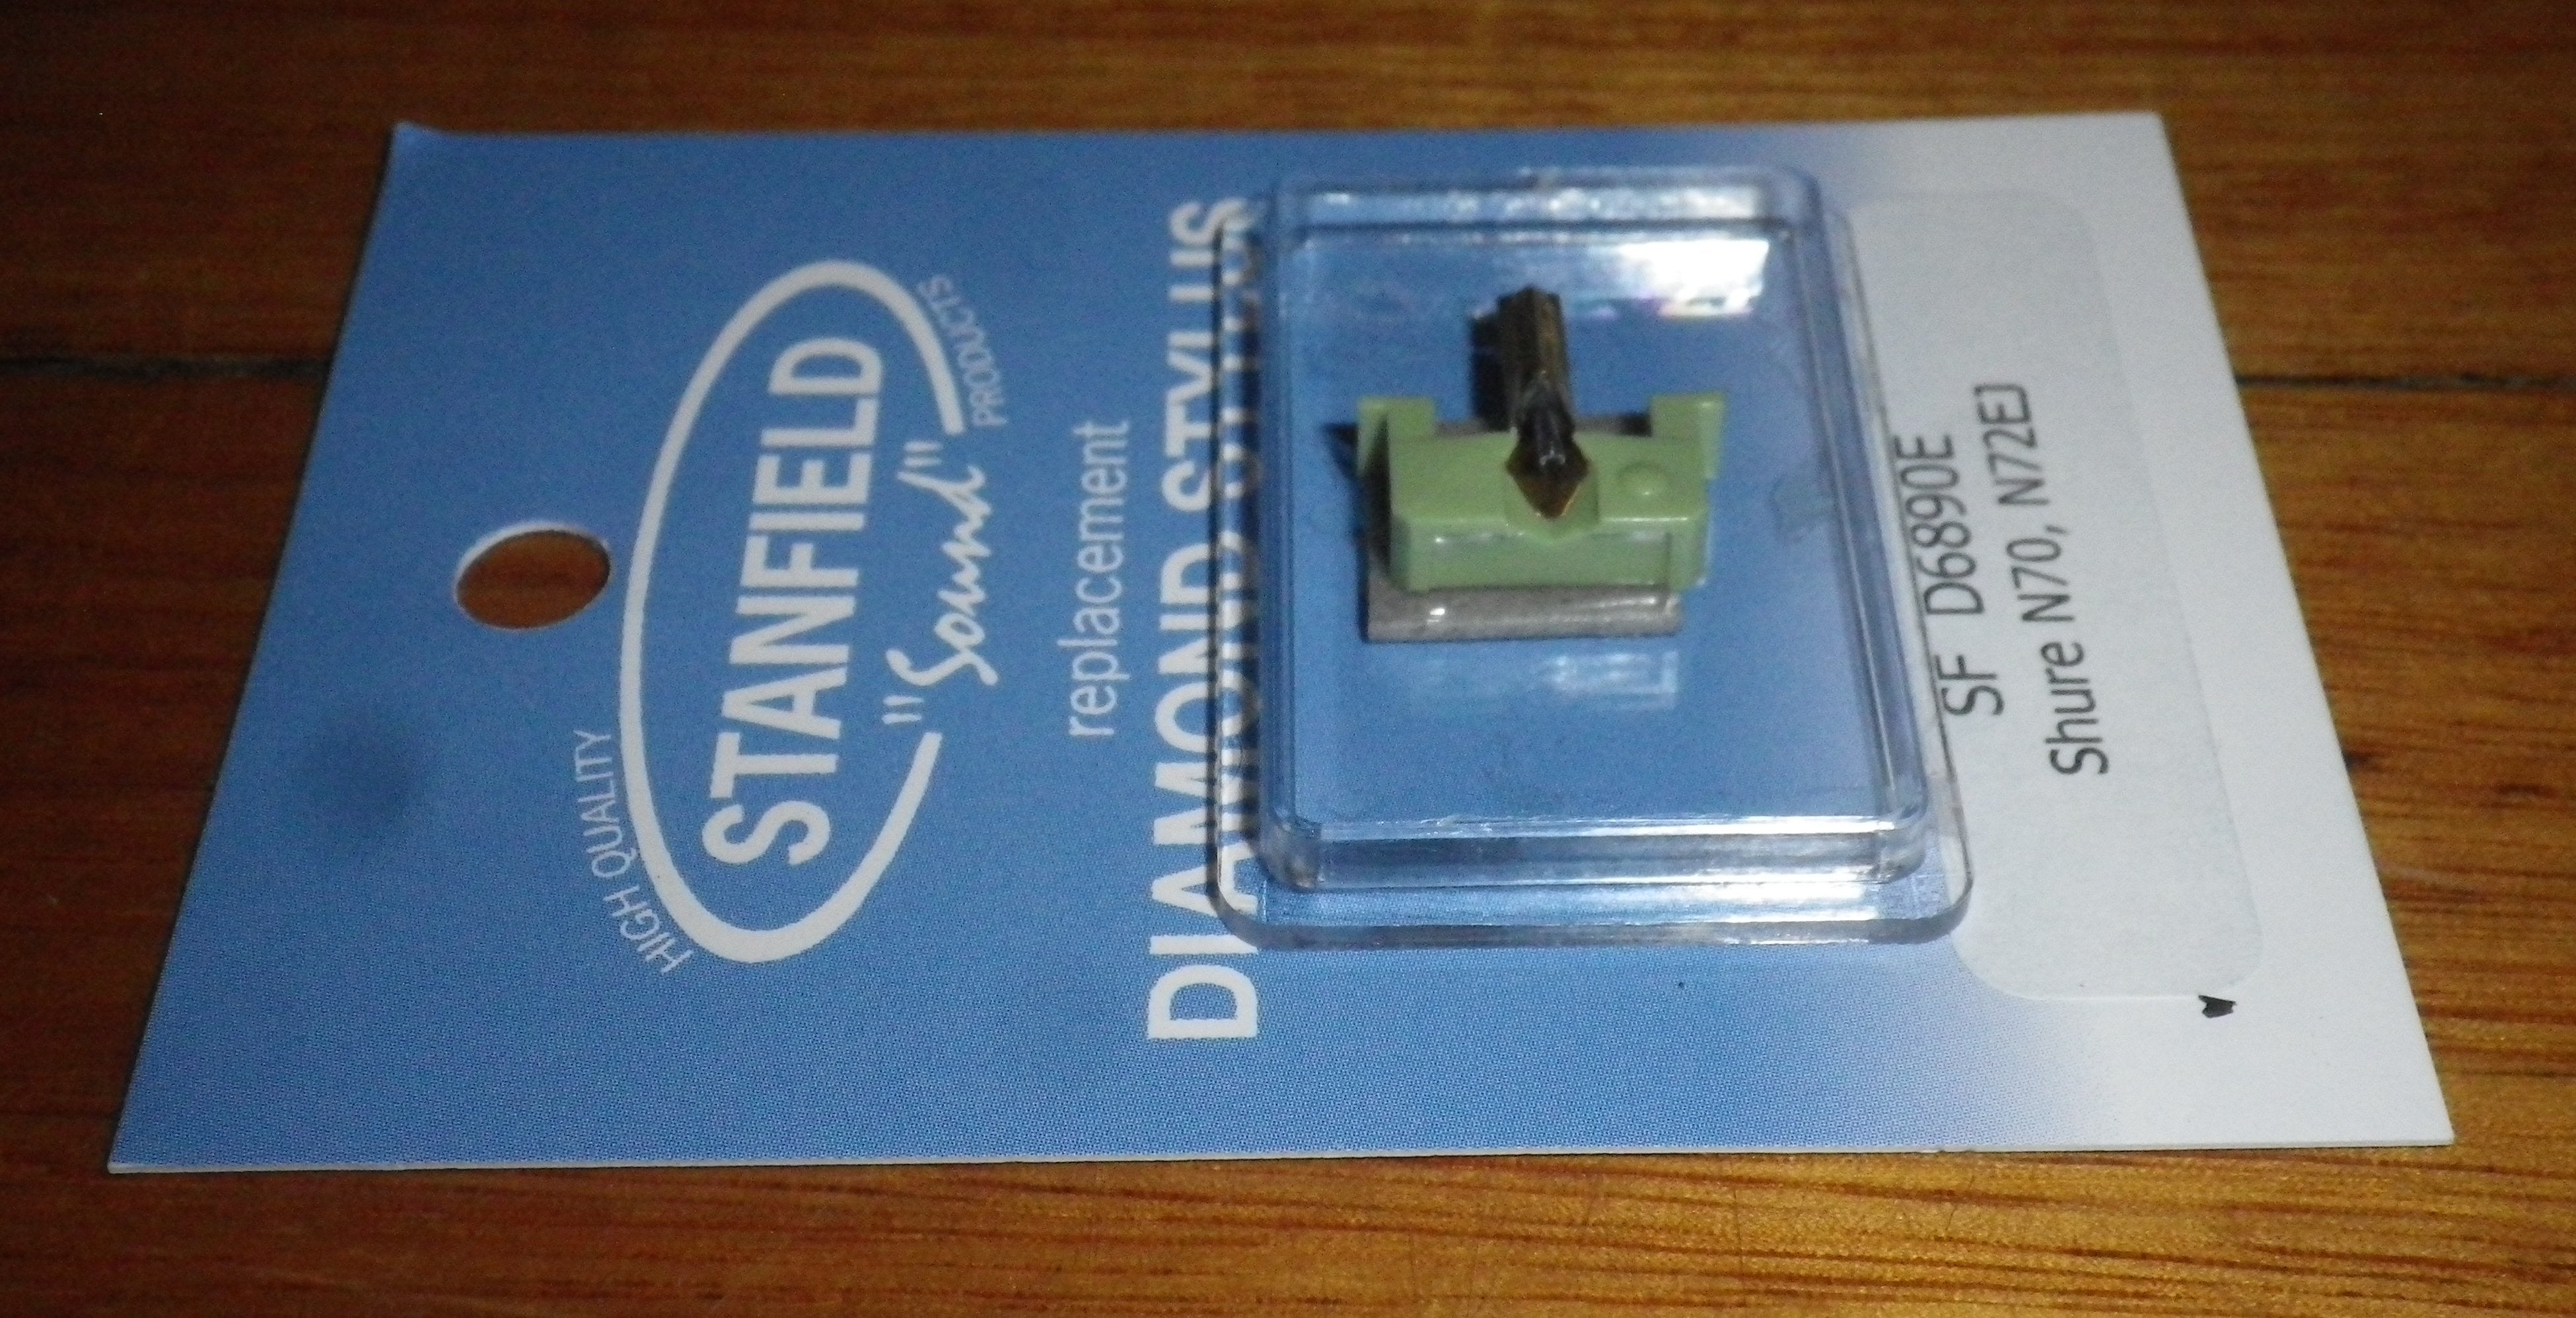 HIGH QUALITY
STANFIELD
"Sound"
PRODUCTS
replacement
DIAMOND STYLUS
SF D6890E
Shure N70, N72EJ